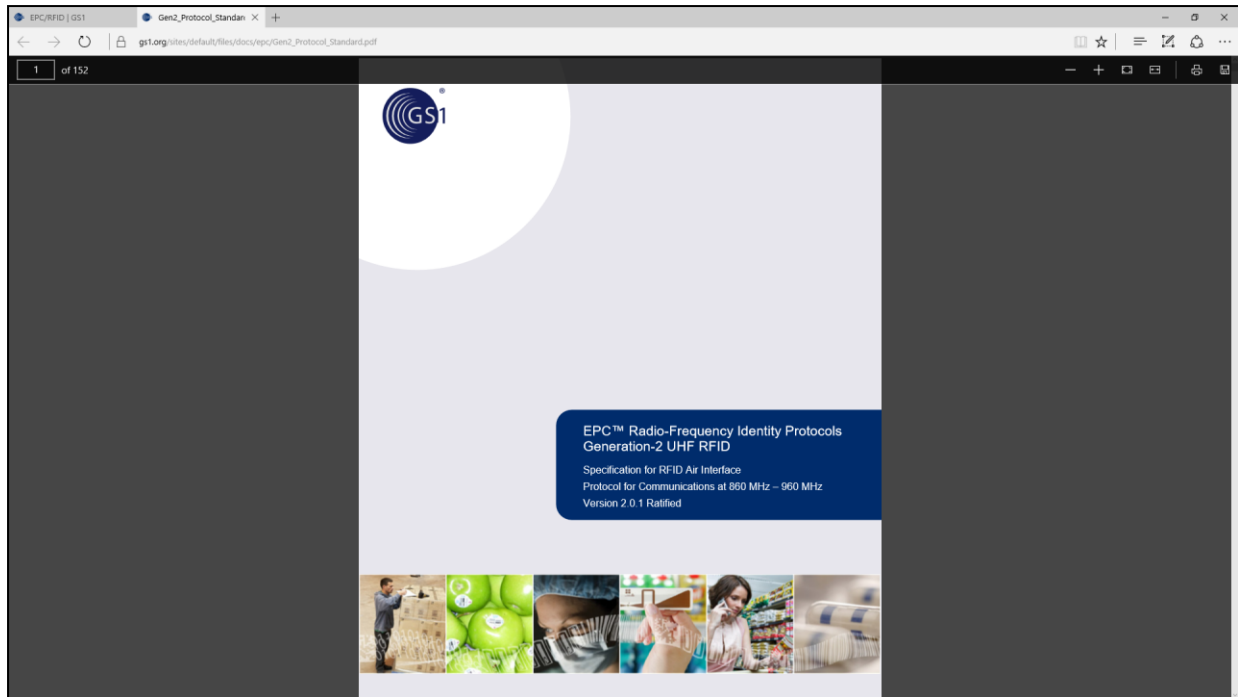 EPC/RFID | GS1
Gen2_Protocol_Standan
gs1.org/sites/default/files/docs/epc/Gen2_Protocol_Standard.pdf
1 of 152
GS1
®
EPC™ Radio-Frequency Identity Protocols
Generation-2 UHF RFID
Specification for RFID Air Interface
Protocol for Communications at 860 MHz – 960 MHz
Version 2.0.1 Ratified